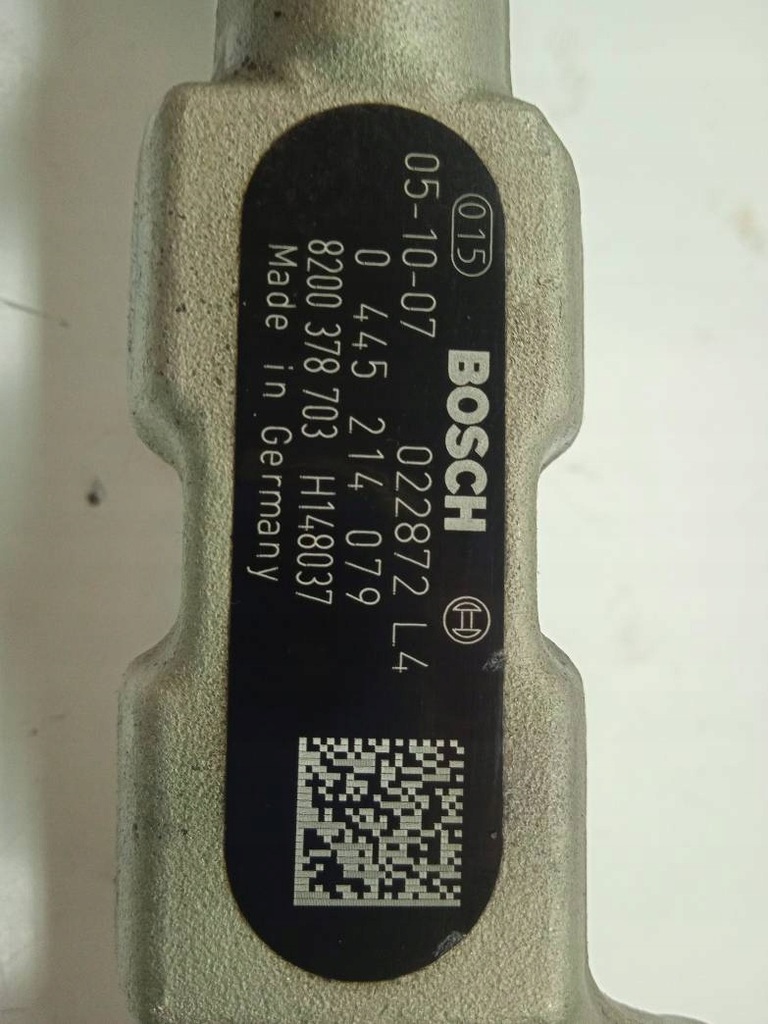 015 BOSCH
05-10-07 022872 L4
0 445 214 079
8200 378 703 H148037
Made in Germany